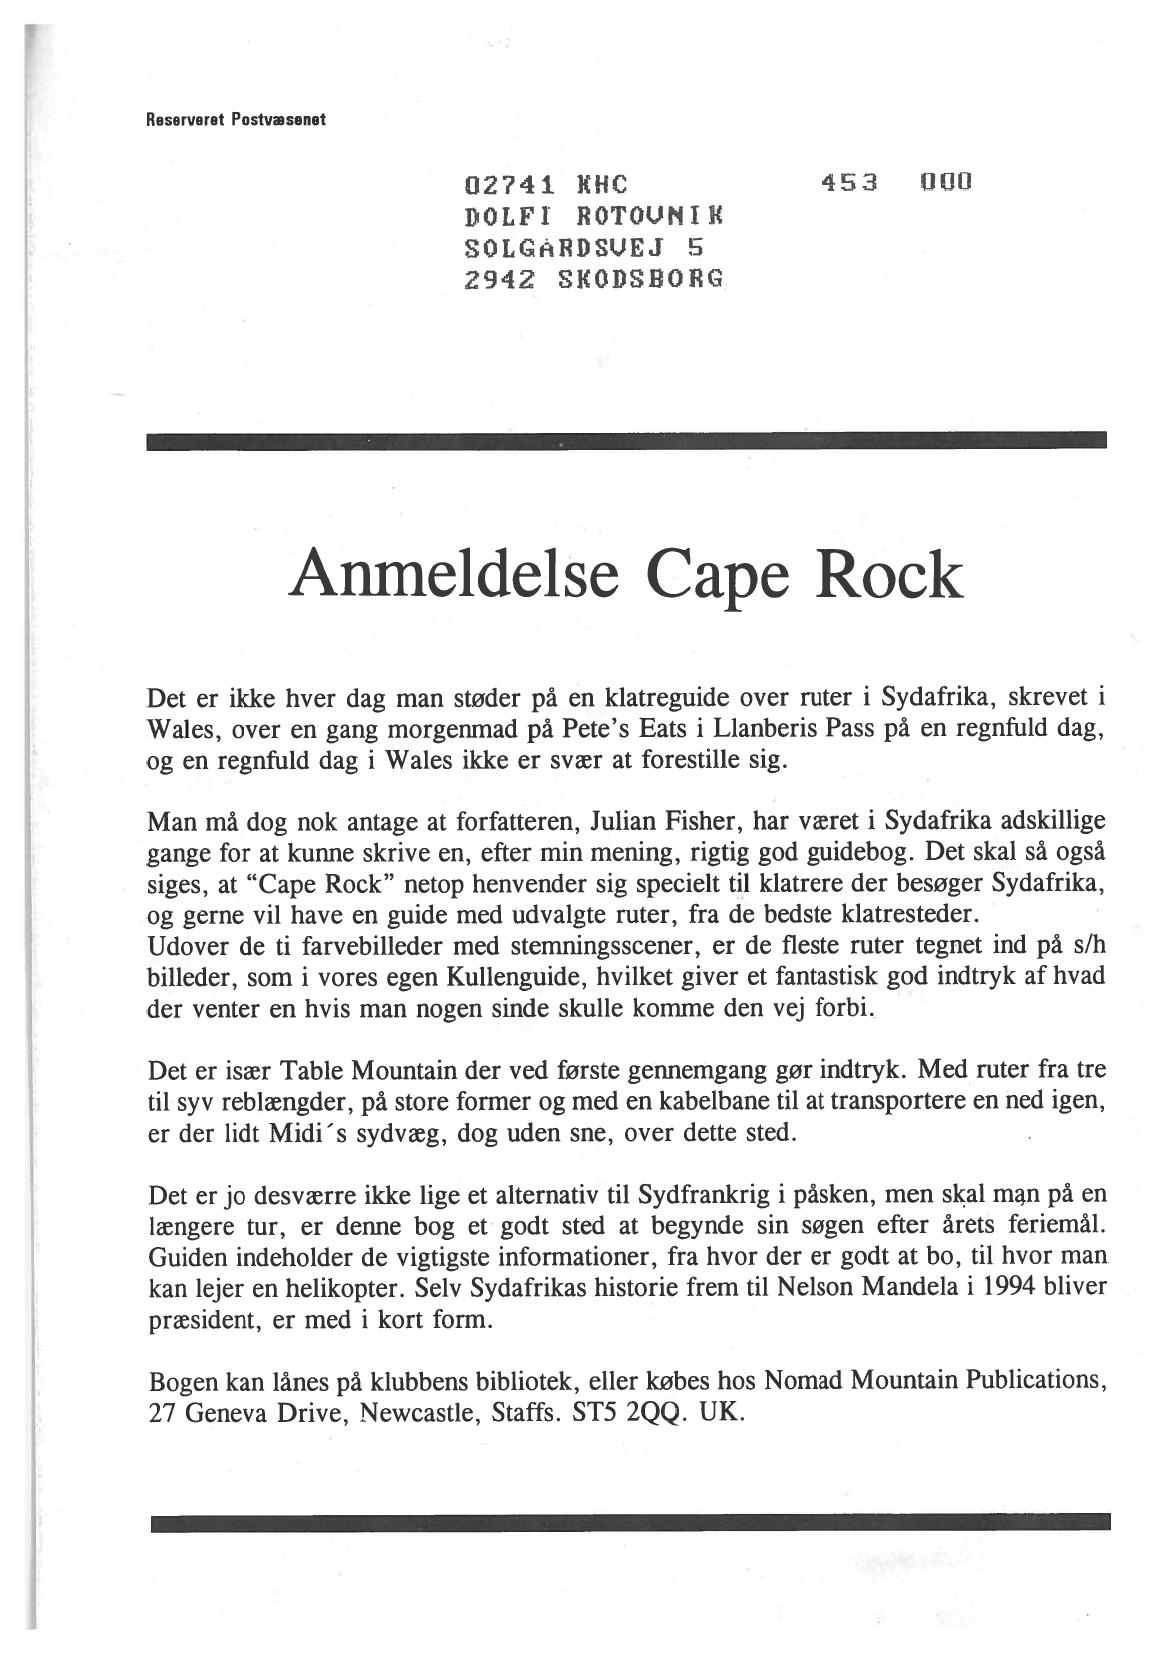 Reserveret Postvæsenet
02741 KHC 453 000
DOLFI ROTOVNIK
SOLGÅRDSVEJ 5
2942 SKODSBORG
Anmeldelse Cape Rock
Det er ikke hver dag man støder på en klatreguide over ruter i Sydafrika, skrevet i
Wales, over en gang morgenmad på Pete's Eats i Llanberis Pass på en regnfuld dag,
og en regnfuld dag i Wales ikke er svær at forestille sig.
Man må dog nok antage at forfatteren, Julian Fisher, har været i Sydafrika adskillige
gange for at kunne skrive en, efter min mening, rigtig god guidebog. Det skal så også
siges, at “Cape Rock” netop henvender sig specielt til klatrere der besøger Sydafrika,
og gerne vil have en guide med udvalgte ruter, fra de bedste klatresteder.
Udover de ti farvebilleder med stemningsscener, er de fleste ruter tegnet ind på s/h
billeder, som i vores egen Kullenguide, hvilket giver et fantastisk god indtryk af hvad
der venter en hvis man nogen sinde skulle komme den vej forbi.
Det er især Table Mountain der ved første gennemgang gør indtryk. Med ruter fra tre
til syv reblængder, på store former og med en kabelbane til at transportere en ned igen,
er der lidt Midi´s sydvæg, dog uden sne, over dette sted.
Det er jo desværre ikke lige et alternativ til Sydfrankrig i påsken, men skal man på en
længere tur, er denne bog et godt sted at begynde sin søgen efter årets feriemål.
Guiden indeholder de vigtigste informationer, fra hvor der er godt at bo, til hvor man
kan lejer en helikopter. Selv Sydafrikas historie frem til Nelson Mandela i 1994 bliver
præsident, er med i kort form.
Bogen kan lånes på klubbens bibliotek, eller købes hos Nomad Mountain Publications,
27 Geneva Drive, Newcastle, Staffs. ST5 2QQ. UK.